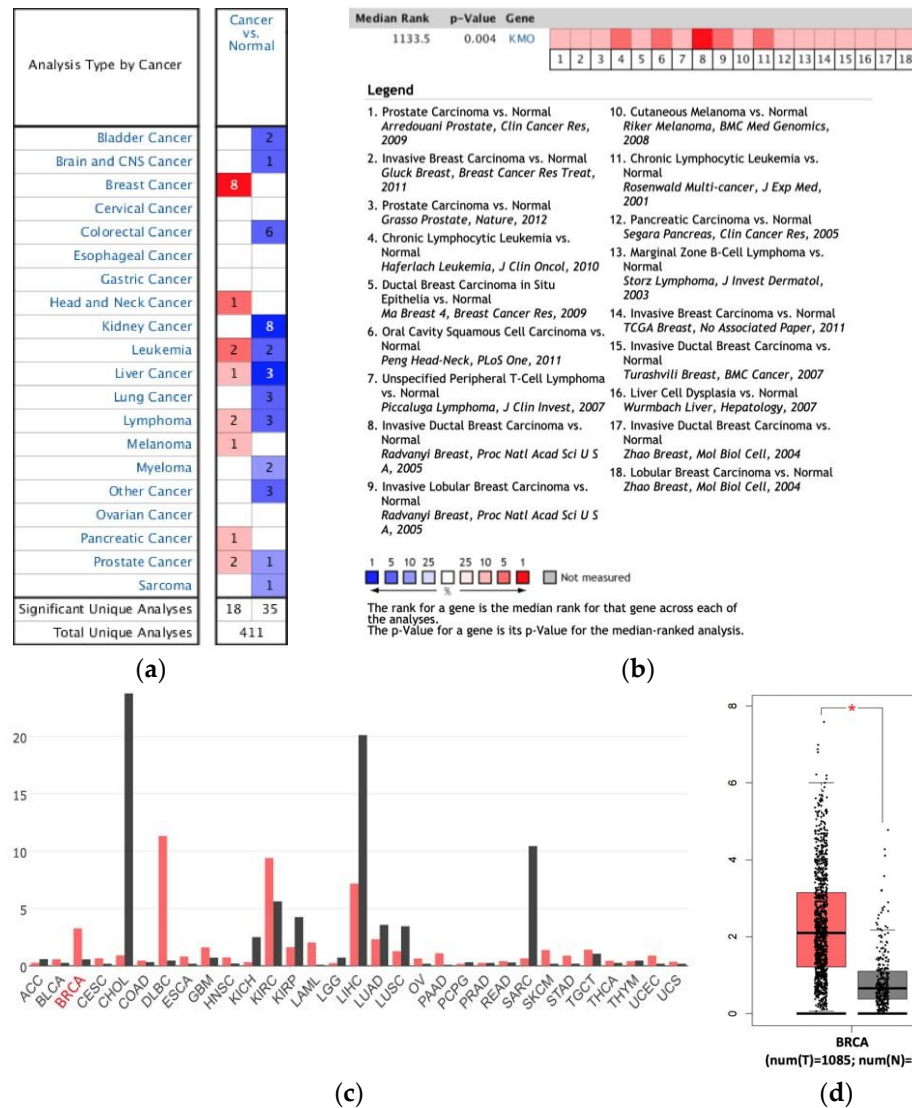 Analysis Type by Cancer
Cancer
vs.
Normal
Bladder Cancer 2
Brain and CNS Cancer 1
Breast Cancer 8
Cervical Cancer
Colorectal Cancer 6
Esophageal Cancer
Gastric Cancer
Head and Neck Cancer 1
Kidney Cancer 8
Leukemia 2 2
Liver Cancer 1 3
Lung Cancer 3
Lymphoma 2 3
Melanoma 1
Myeloma 2
Other Cancer 3
Ovarian Cancer
Pancreatic Cancer 1
Prostate Cancer 2 1
Sarcoma 1
Significant Unique Analyses 18 35
Total Unique Analyses 411
(a)
Median Rank p-Value Gene
1133.5 0.004 KMO
1 2 3 4 5 6 7 8 9 10 11 12 13 14 15 16 17 18
Legend
1. Prostate Carcinoma vs. Normal
Arredouani Prostate, Clin Cancer Res,
2009
2. Invasive Breast Carcinoma vs. Normal
Gluck Breast, Breast Cancer Res Treat,
2011
3. Prostate Carcinoma vs. Normal
Grasso Prostate, Nature, 2012
4. Chronic Lymphocytic Leukemia vs.
Normal
Haferlach Leukemia, J Clin Oncol, 2010
5. Ductal Breast Carcinoma in Situ
Epithelia vs. Normal
Ma Breast 4, Breast Cancer Res, 2009
6. Oral Cavity Squamous Cell Carcinoma vs.
Normal
Peng Head-Neck, PLoS One, 2011
7. Unspecified Peripheral T-Cell Lymphoma
vs. Normal
Piccaluga Lymphoma, J Clin Invest, 2007
8. Invasive Ductal Breast Carcinoma vs.
Normal
Radvanyi Breast, Proc Natl Acad Sci U S
A, 2005
9. Invasive Lobular Breast Carcinoma vs.
Normal
Radvanyi Breast, Proc Natl Acad Sci U S
A, 2005
10. Cutaneous Melanoma vs. Normal
Riker Melanoma, BMC Med Genomics,
2008
11. Chronic Lymphocytic Leukemia vs.
Normal
Rosenwald Multi-cancer, J Exp Med,
2001
12. Pancreatic Carcinoma vs. Normal
Segara Pancreas, Clin Cancer Res, 2005
13. Marginal Zone B-Cell Lymphoma vs.
Normal
Storz Lymphoma, J Invest Dermatol,
2003
14. Invasive Breast Carcinoma vs. Normal
TCGA Breast, No Associated Paper, 2011
15. Invasive Ductal Breast Carcinoma vs.
Normal
Turashvili Breast, BMC Cancer, 2007
16. Liver Cell Dysplasia vs. Normal
Wurmbach Liver, Hepatology, 2007
17. Invasive Ductal Breast Carcinoma vs.
Normal
Zhao Breast, Mol Biol Cell, 2004
18. Lobular Breast Carcinoma vs. Normal
Zhao Breast, Mol Biol Cell, 2004
1 5 10 25 25 10 5 1
%
Not measured
The rank for a gene is the median rank for that gene across each of
the analyses.
The p-Value for a gene is its p-Value for the median-ranked analysis.
(b)
20
15
10
5
0
ACC BLCA BRCA CESC CHOL COAD DLBC ESCA GBM HNSC KICH KIRC KIRP LAML LGG LIHC LUAD LUSC OV PAAD PCPG PRAD READ SARC SKCM STAD TGCT THCA THYM UCEC UCS
(c)
8
6
4
2
0
*
BRCA
(num(T)=1085; num(N)=
(d)